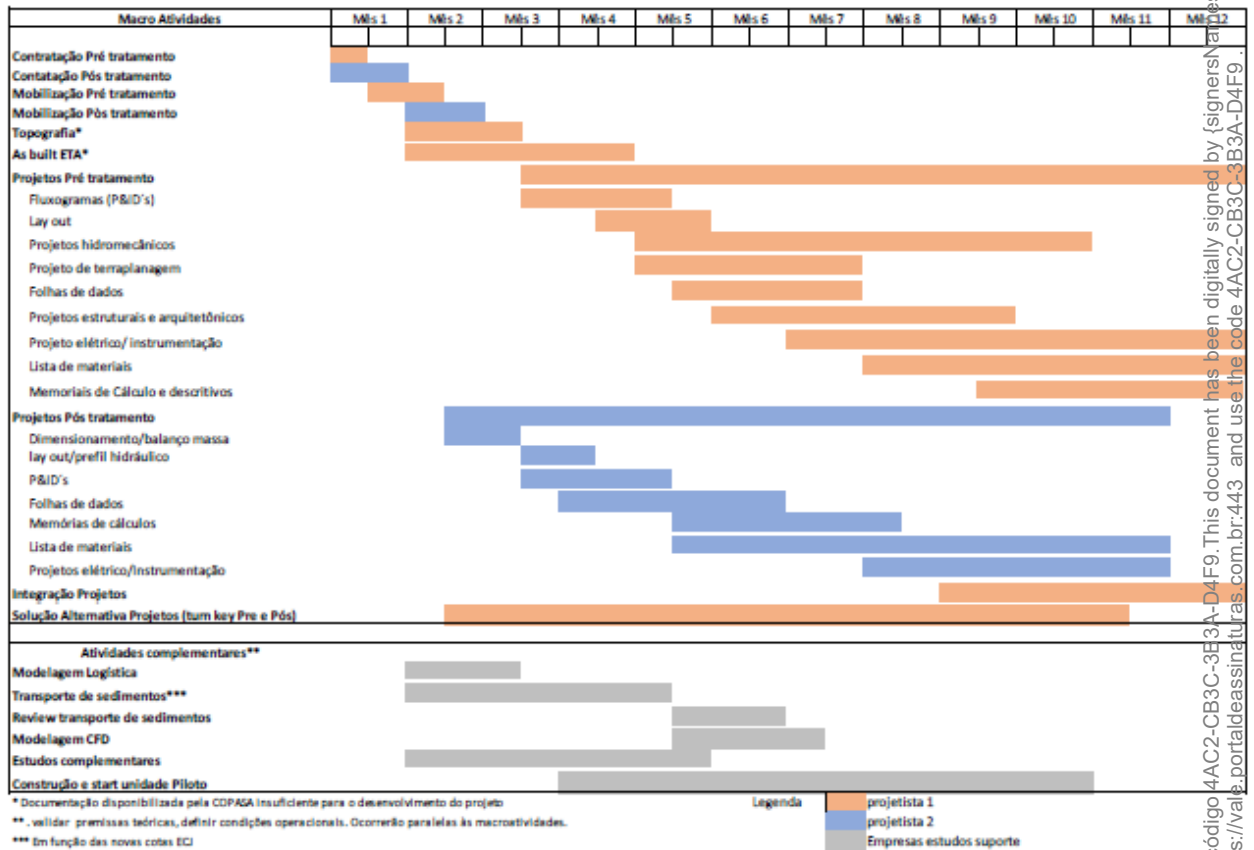 Macro Atividades Mês 1 Mês 2 Mês 3 Mês 4 Mês 5 Mês 6 Mês 7 Mês 8 Mês 9 Mês 10 Mês 11 Mês 12
Contratação Pré tratamento
Contatação Pós tratamento
Mobilização Pré tratamento
Mobilização Pòs tratamento
Topografia*
As built ETA*
Projetos Pré tratamento
Fluxogramas (P&ID´s)
Lay out
Projetos hidromecânicos
Projeto de terraplanagem
Folhas de dados
Projetos estruturais e arquitetônicos
Projeto elétrico/ instrumentação
Lista de materiais
Memoriais de Cálculo e descritivos
Projetos Pós tratamento
Dimensionamento/balanço massa
lay out/prefil hidráulico
P&ID´s
Folhas de dados
Memórias de cálculos
Lista de materiais
Projetos elétrico/Instrumentação
Integração Projetos
Solução Alternativa Projetos (turn key Pre e Pós)
Atividades complementares**
Modelagem Logística
Transporte de sedimentos***
Review transporte de sedimentos
Modelagem CFD
Estudos complementares
Construção e start unidade Piloto
* Documentação disponibilizada pela COPASA insuficiente para o desenvolvimento do projeto
** . validar premissas teóricas, definir condições operacionais. Ocorrerão paralelas às macroatividades.
*** Em função das novas cotas ECJ
Legenda
projetista 1
projetista 2
Empresas estudos suporte
código 4AC2-CB3C-3B3A-D4F9.This document has been digitally signed by {signersNames
s://vale.portaldeassinaturas.com.br:443 and use the code 4AC2-CB3C-3B3A-D4F9 .